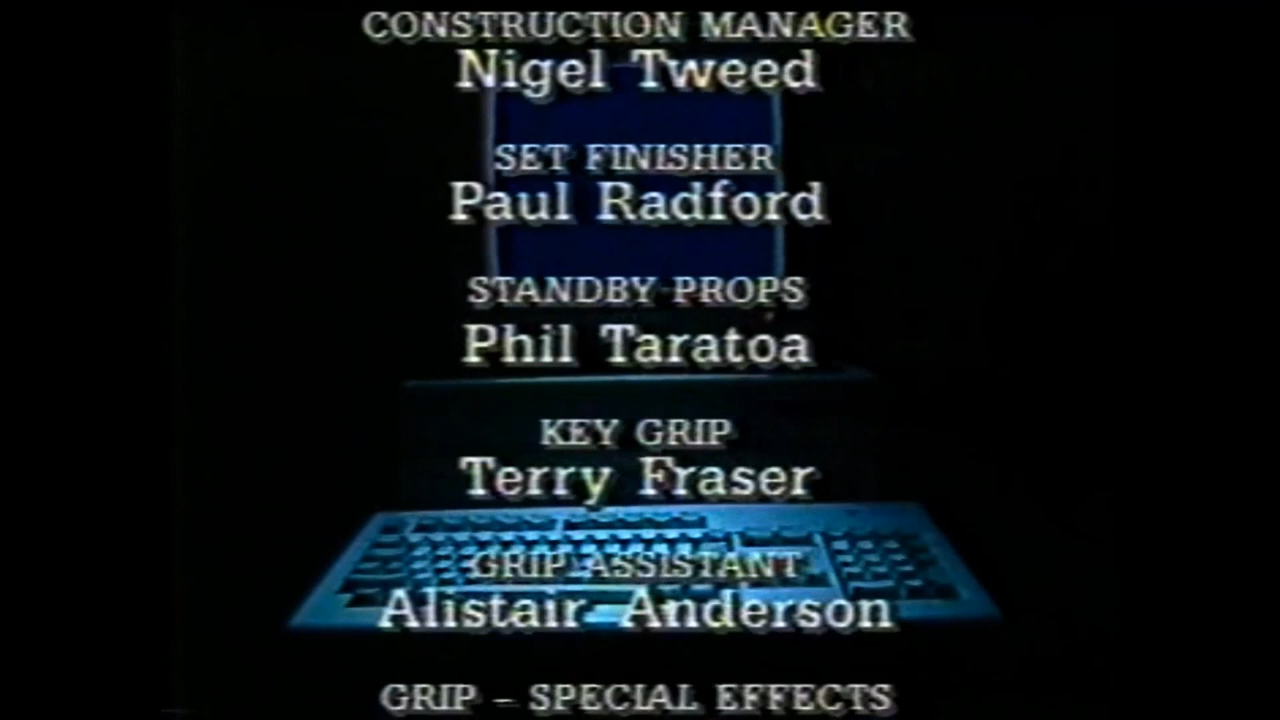 CONSTRUCTION MANAGER
Nigel Tweed
SET FINISHER
Paul Radford
STANDBY PROPS
Phil Taratoa
KEY GRIP
Terry Fraser
GRIP ASSISTANT
Alistair Anderson
GRIP – SPECIAL EFFECTS